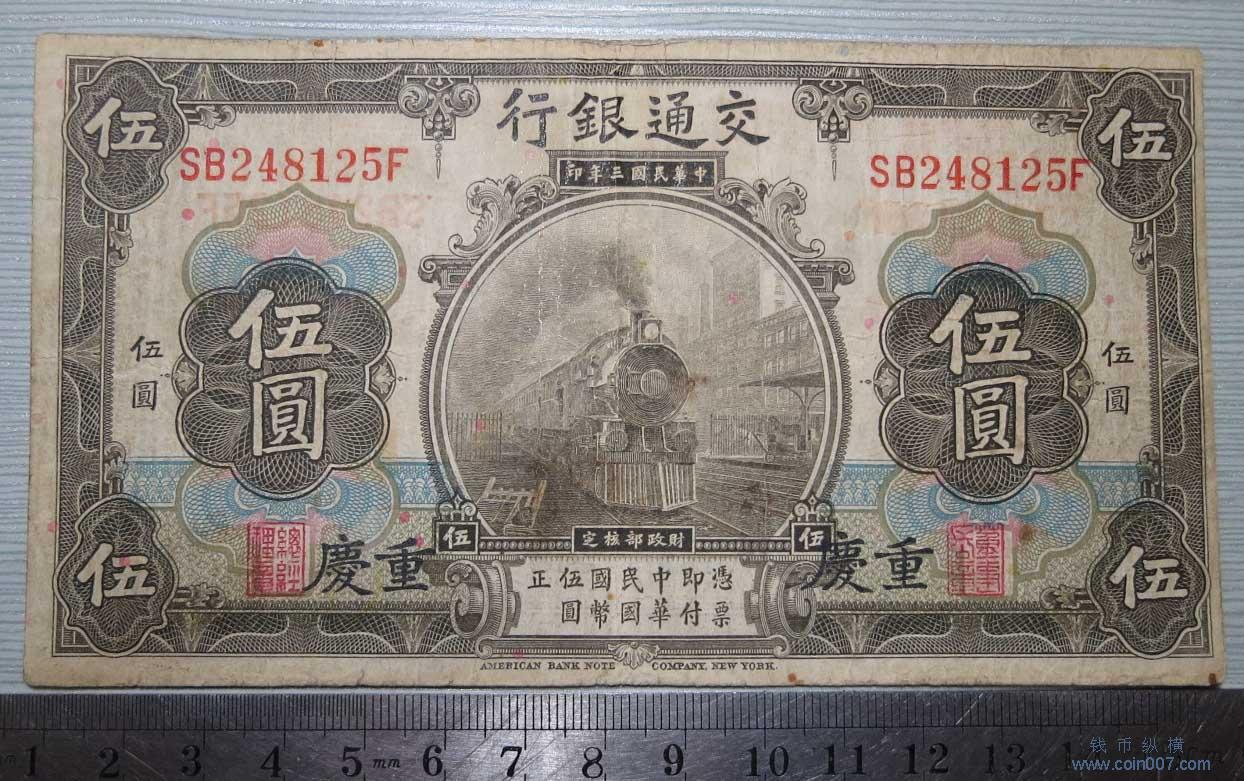 交通銀行
伍
伍
SB248125F
SB248125F
中華民國三年印
伍圓
伍圓
伍圓
伍圓
財政部核定
伍
伍
重慶
重慶
憑票即付中華民國國幣伍圓正
伍
伍
AMERICAN BANK NOTE COMPANY, NEW YORK.
1 2 3 4 5 mm 6 7 8 9 10 11 12 13
钱币纵横
www.coin007.com